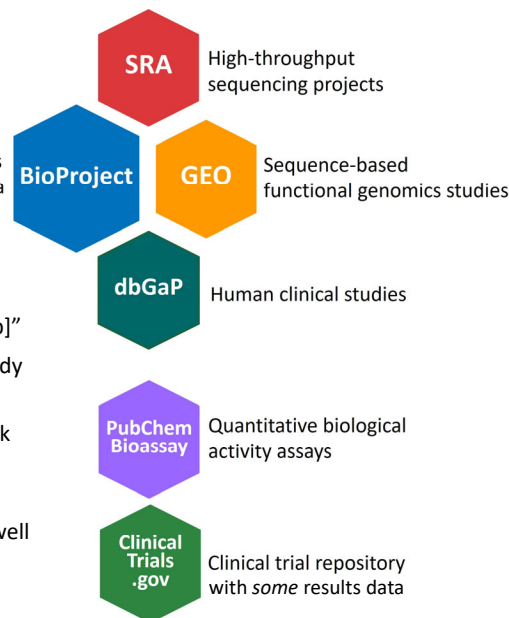 SRA
High-throughput
sequencing projects
BioProject
GEO
Sequence-based
functional genomics studies
dbGaP
Human clinical studies
PubChem
Bioassay
Quantitative biological
activity assays
Clinical
Trials
.gov
Clinical trial repository
with some results data